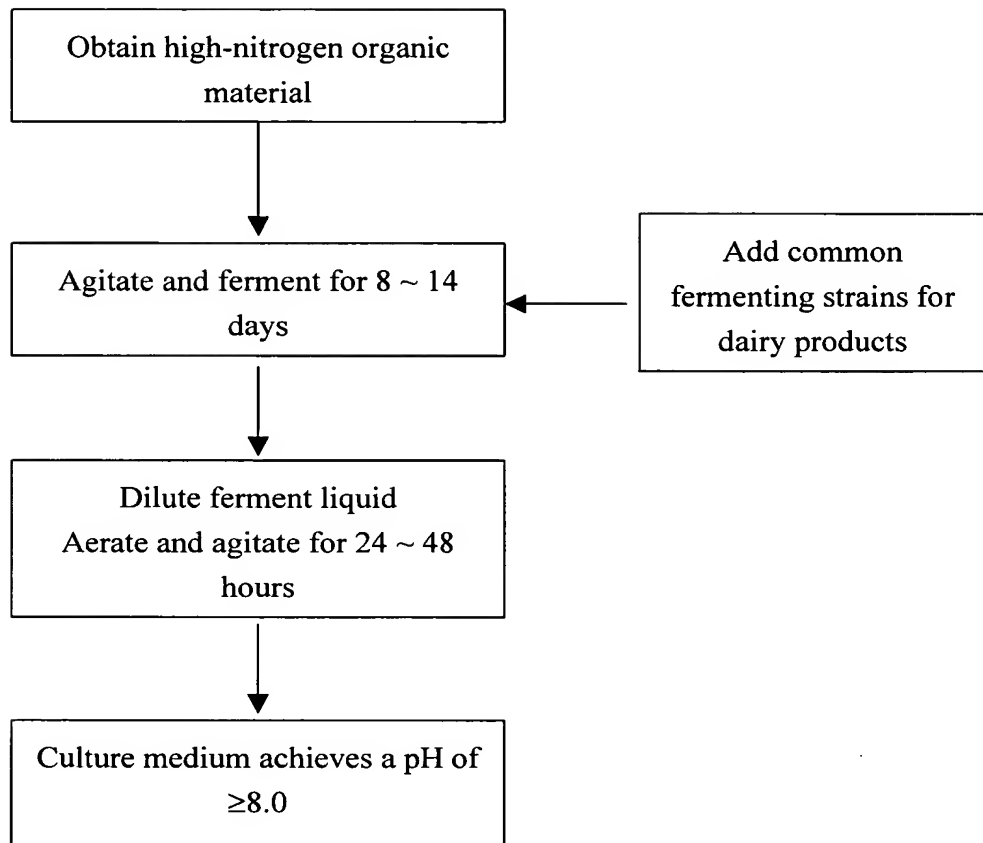 Obtain high-nitrogen organic
material
Agitate and ferment for 8 ~ 14
days
Add common
fermenting strains for
dairy products
Dilute ferment liquid
Aerate and agitate for 24 ~ 48
hours
Culture medium achieves a pH of
≥8.0